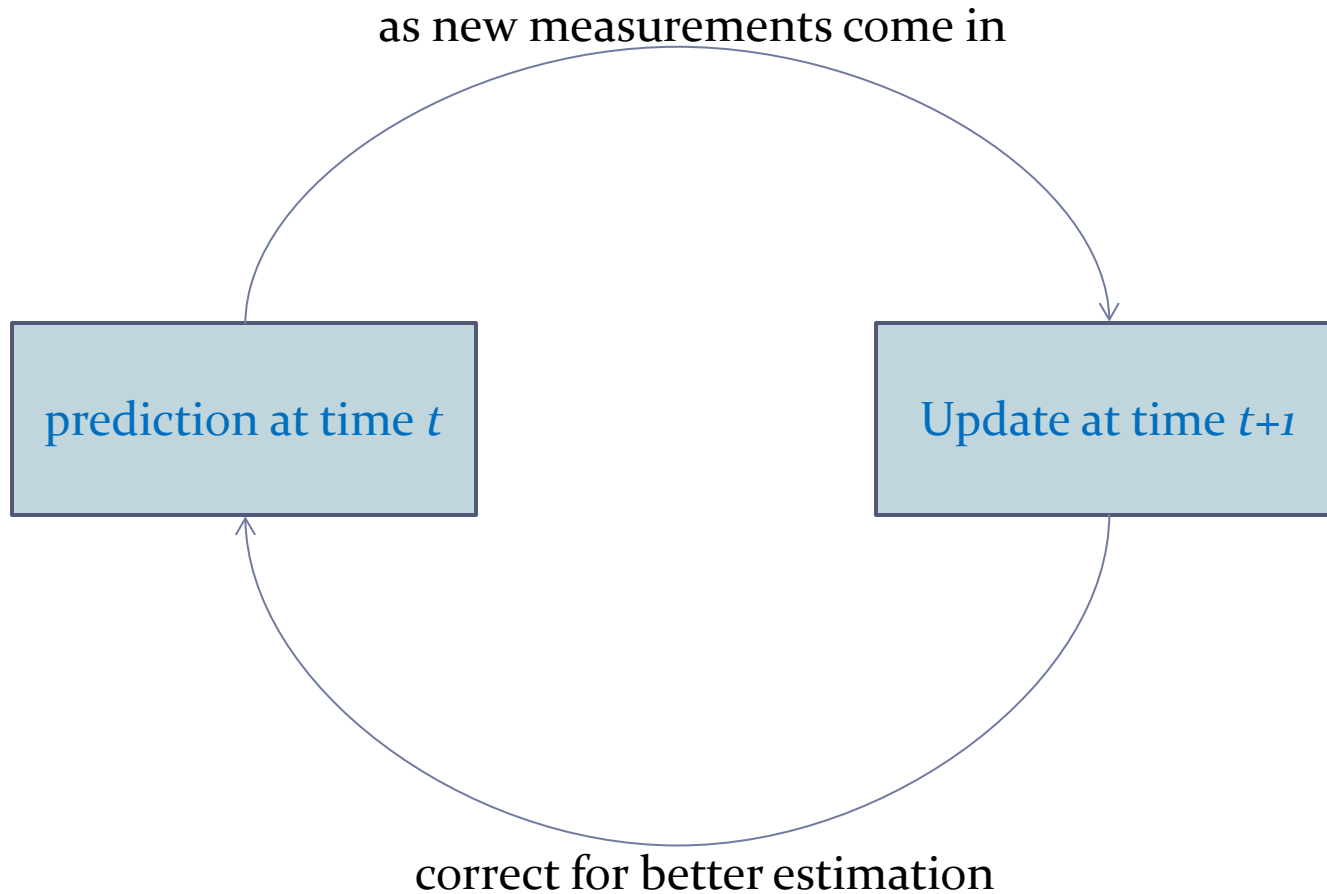 as new measurements come in
prediction at time t
Update at time t+1
correct for better estimation